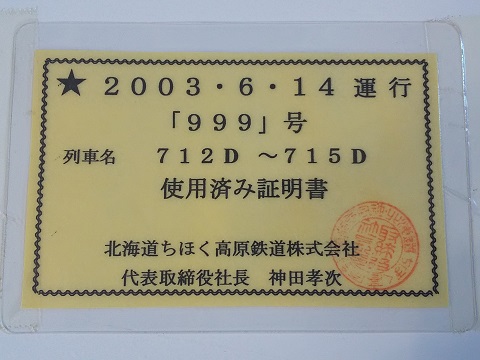 ★２００３・６・１４ 運行
「９９９」号
列車名　７１２Ｄ　～７１５Ｄ
使用済み証明書
北海道ちほく高原鉄道株式会社
代表取締役社長　神田孝次